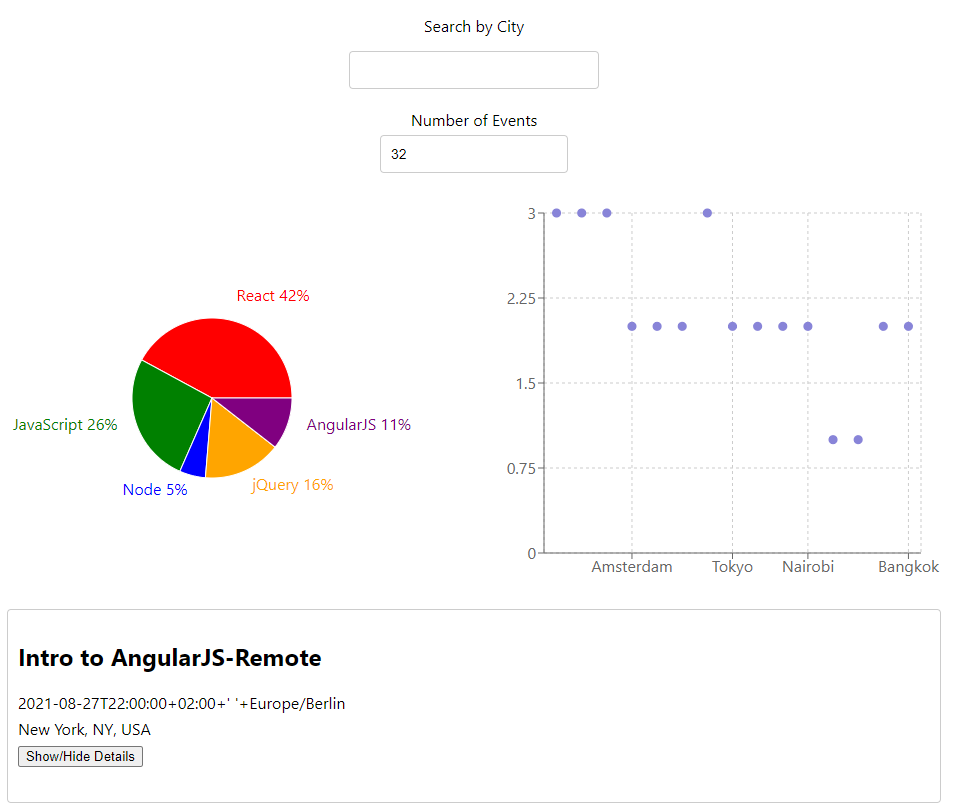 Search by City
Number of Events
32
React 42%
JavaScript 26%
AngularJS 11%
Node 5%
jQuery 16%
3
2.25
1.5
0.75
0
Amsterdam Tokyo Nairobi Bangkok
Intro to AngularJS-Remote
2021-08-27T22:00:00+02:00+' '+Europe/Berlin
New York, NY, USA
Show/Hide Details